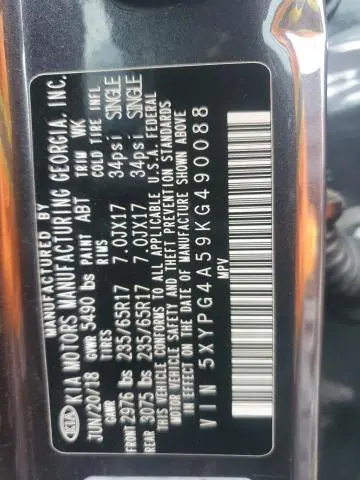 KIA MANUFACTURED BY
KIA MOTORS MANUFACTURING GEORGIA, INC.
JUN/20/18 GVWR 5490 lbs PAINT ABT TRIM WK
GAWR TIRES RIMS COLD TIRE INFL
FRONT 2976 lbs 235/65R17 7.0JX17 34psi SINGLE
REAR 3075 lbs 235/65R17 7.0JX17 34psi SINGLE
THIS VEHICLE CONFORMS TO ALL APPLICABLE U.S.A. FEDERAL
MOTOR VEHICLE SAFETY AND THEFT PREVENTION STANDARDS
IN EFFECT ON THE DATE OF MANUFACTURE SHOWN ABOVE
VIN 5XYPG4A59KG490088
MPV